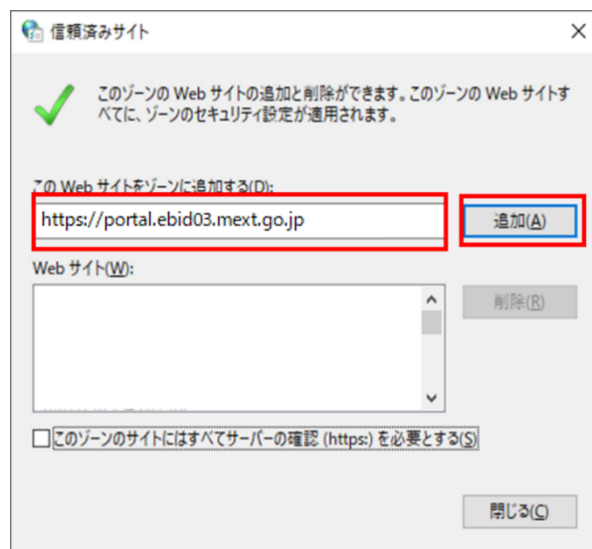 信頼済みサイト
このゾーンの Web サイトの追加と削除ができます。このゾーンの Web サイトす
べてに、ゾーンのセキュリティ設定が適用されます。
この Web サイトをゾーンに追加する(D):
https://portal.ebid03.mext.go.jp
追加(A)
Web サイト(W):
削除(R)
このゾーンのサイトにはすべてサーバーの確認 (https:) を必要とする(S)
閉じる(C)